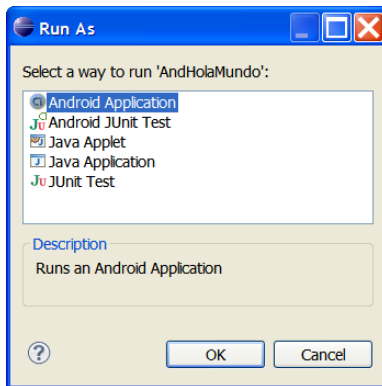 Run As
Select a way to run 'AndHolaMundo':
Android Application
Android JUnit Test
Java Applet
Java Application
JUnit Test
Description
Runs an Android Application
OK Cancel